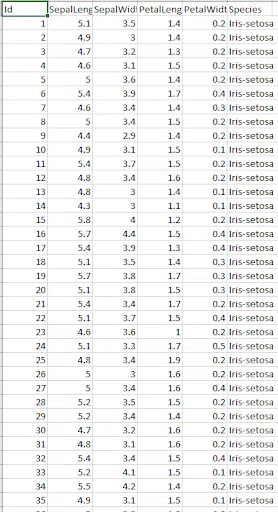 Id SepalLeng SepalWidt PetalLeng PetalWidt Species
1 5.1 3.5 1.4 0.2 Iris-setosa
2 4.9 3 1.4 0.2 Iris-setosa
3 4.7 3.2 1.3 0.2 Iris-setosa
4 4.6 3.1 1.5 0.2 Iris-setosa
5 5 3.6 1.4 0.2 Iris-setosa
6 5.4 3.9 1.7 0.4 Iris-setosa
7 4.6 3.4 1.4 0.3 Iris-setosa
8 5 3.4 1.5 0.2 Iris-setosa
9 4.4 2.9 1.4 0.2 Iris-setosa
10 4.9 3.1 1.5 0.1 Iris-setosa
11 5.4 3.7 1.5 0.2 Iris-setosa
12 4.8 3.4 1.6 0.2 Iris-setosa
13 4.8 3 1.4 0.1 Iris-setosa
14 4.3 3 1.1 0.1 Iris-setosa
15 5.8 4 1.2 0.2 Iris-setosa
16 5.7 4.4 1.5 0.4 Iris-setosa
17 5.4 3.9 1.3 0.4 Iris-setosa
18 5.1 3.5 1.4 0.3 Iris-setosa
19 5.7 3.8 1.7 0.3 Iris-setosa
20 5.1 3.8 1.5 0.3 Iris-setosa
21 5.4 3.4 1.7 0.2 Iris-setosa
22 5.1 3.7 1.5 0.4 Iris-setosa
23 4.6 3.6 1 0.2 Iris-setosa
24 5.1 3.3 1.7 0.5 Iris-setosa
25 4.8 3.4 1.9 0.2 Iris-setosa
26 5 3 1.6 0.2 Iris-setosa
27 5 3.4 1.6 0.4 Iris-setosa
28 5.2 3.5 1.5 0.2 Iris-setosa
29 5.2 3.4 1.4 0.2 Iris-setosa
30 4.7 3.2 1.6 0.2 Iris-setosa
31 4.8 3.1 1.6 0.2 Iris-setosa
32 5.4 3.4 1.5 0.4 Iris-setosa
33 5.2 4.1 1.5 0.1 Iris-setosa
34 5.5 4.2 1.4 0.2 Iris-setosa
35 4.9 3.1 1.5 0.1 Iris-setosa